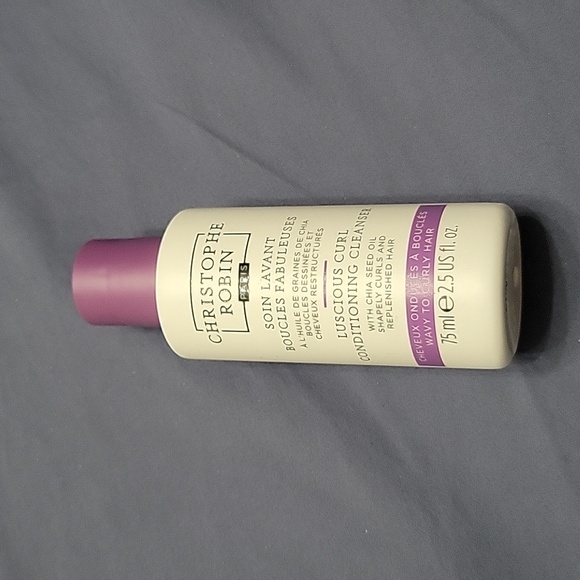 CHRISTOPHE
ROBIN
PARIS
SOIN LAVANT
BOUCLES FABULEUSES
À L'HUILE DE GRAINES DE CHIA
BOUCLES DESSINÉES ET
CHEVEUX RESTRUCTURÉS
LUSCIOUS CURL
CONDITIONING CLEANSER
WITH CHIA SEED OIL
SHAPELY CURLS AND
REPLENISHED HAIR
CHEVEUX ONDULÉS À BOUCLÉS
WAVY TO CURLY HAIR
75 ml e 2.5 US fl. oz.